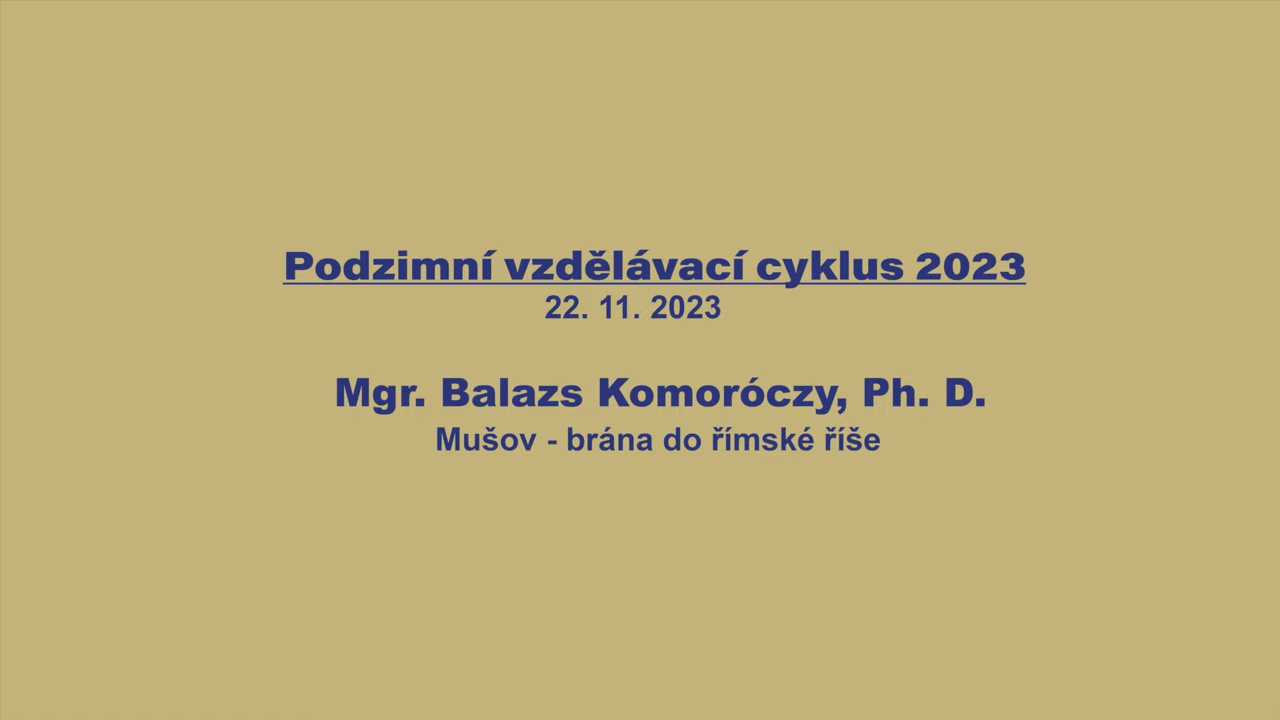 Podzimní vzdělávací cyklus 2023
22. 11. 2023
Mgr. Balazs Komoróczy, Ph. D.
Mušov - brána do římské říše